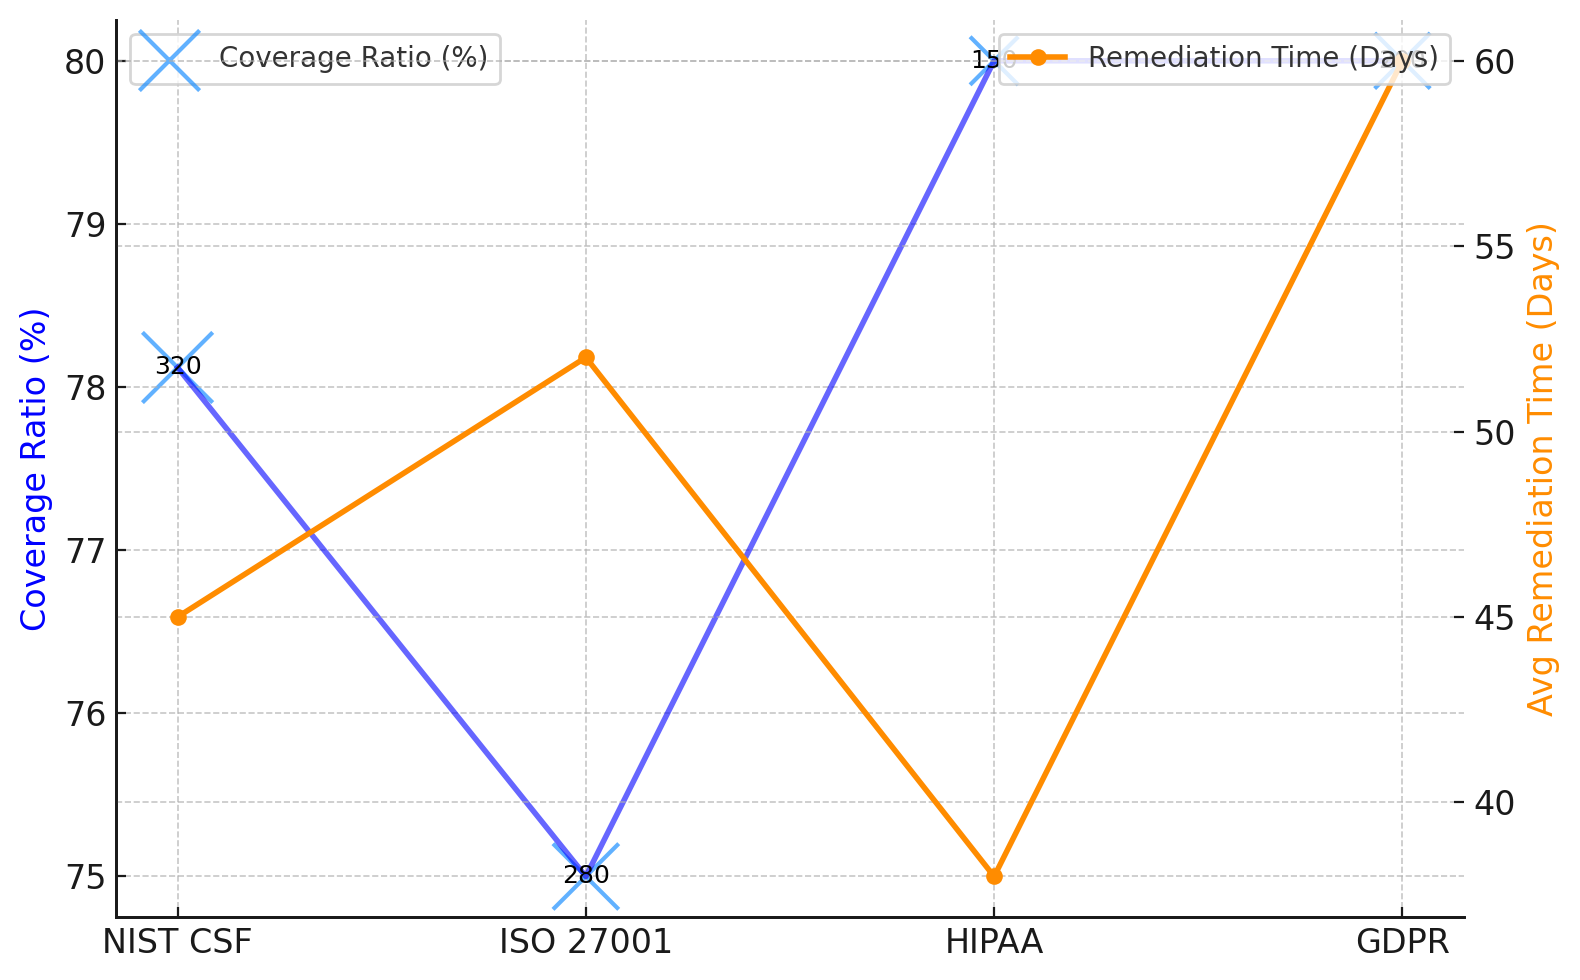 Coverage Ratio (%)
Remediation Time (Days)
80
79
78
77
76
75
Coverage Ratio (%)
60
55
50
45
40
Avg Remediation Time (Days)
320
280
150
NIST CSF
ISO 27001
HIPAA
GDPR